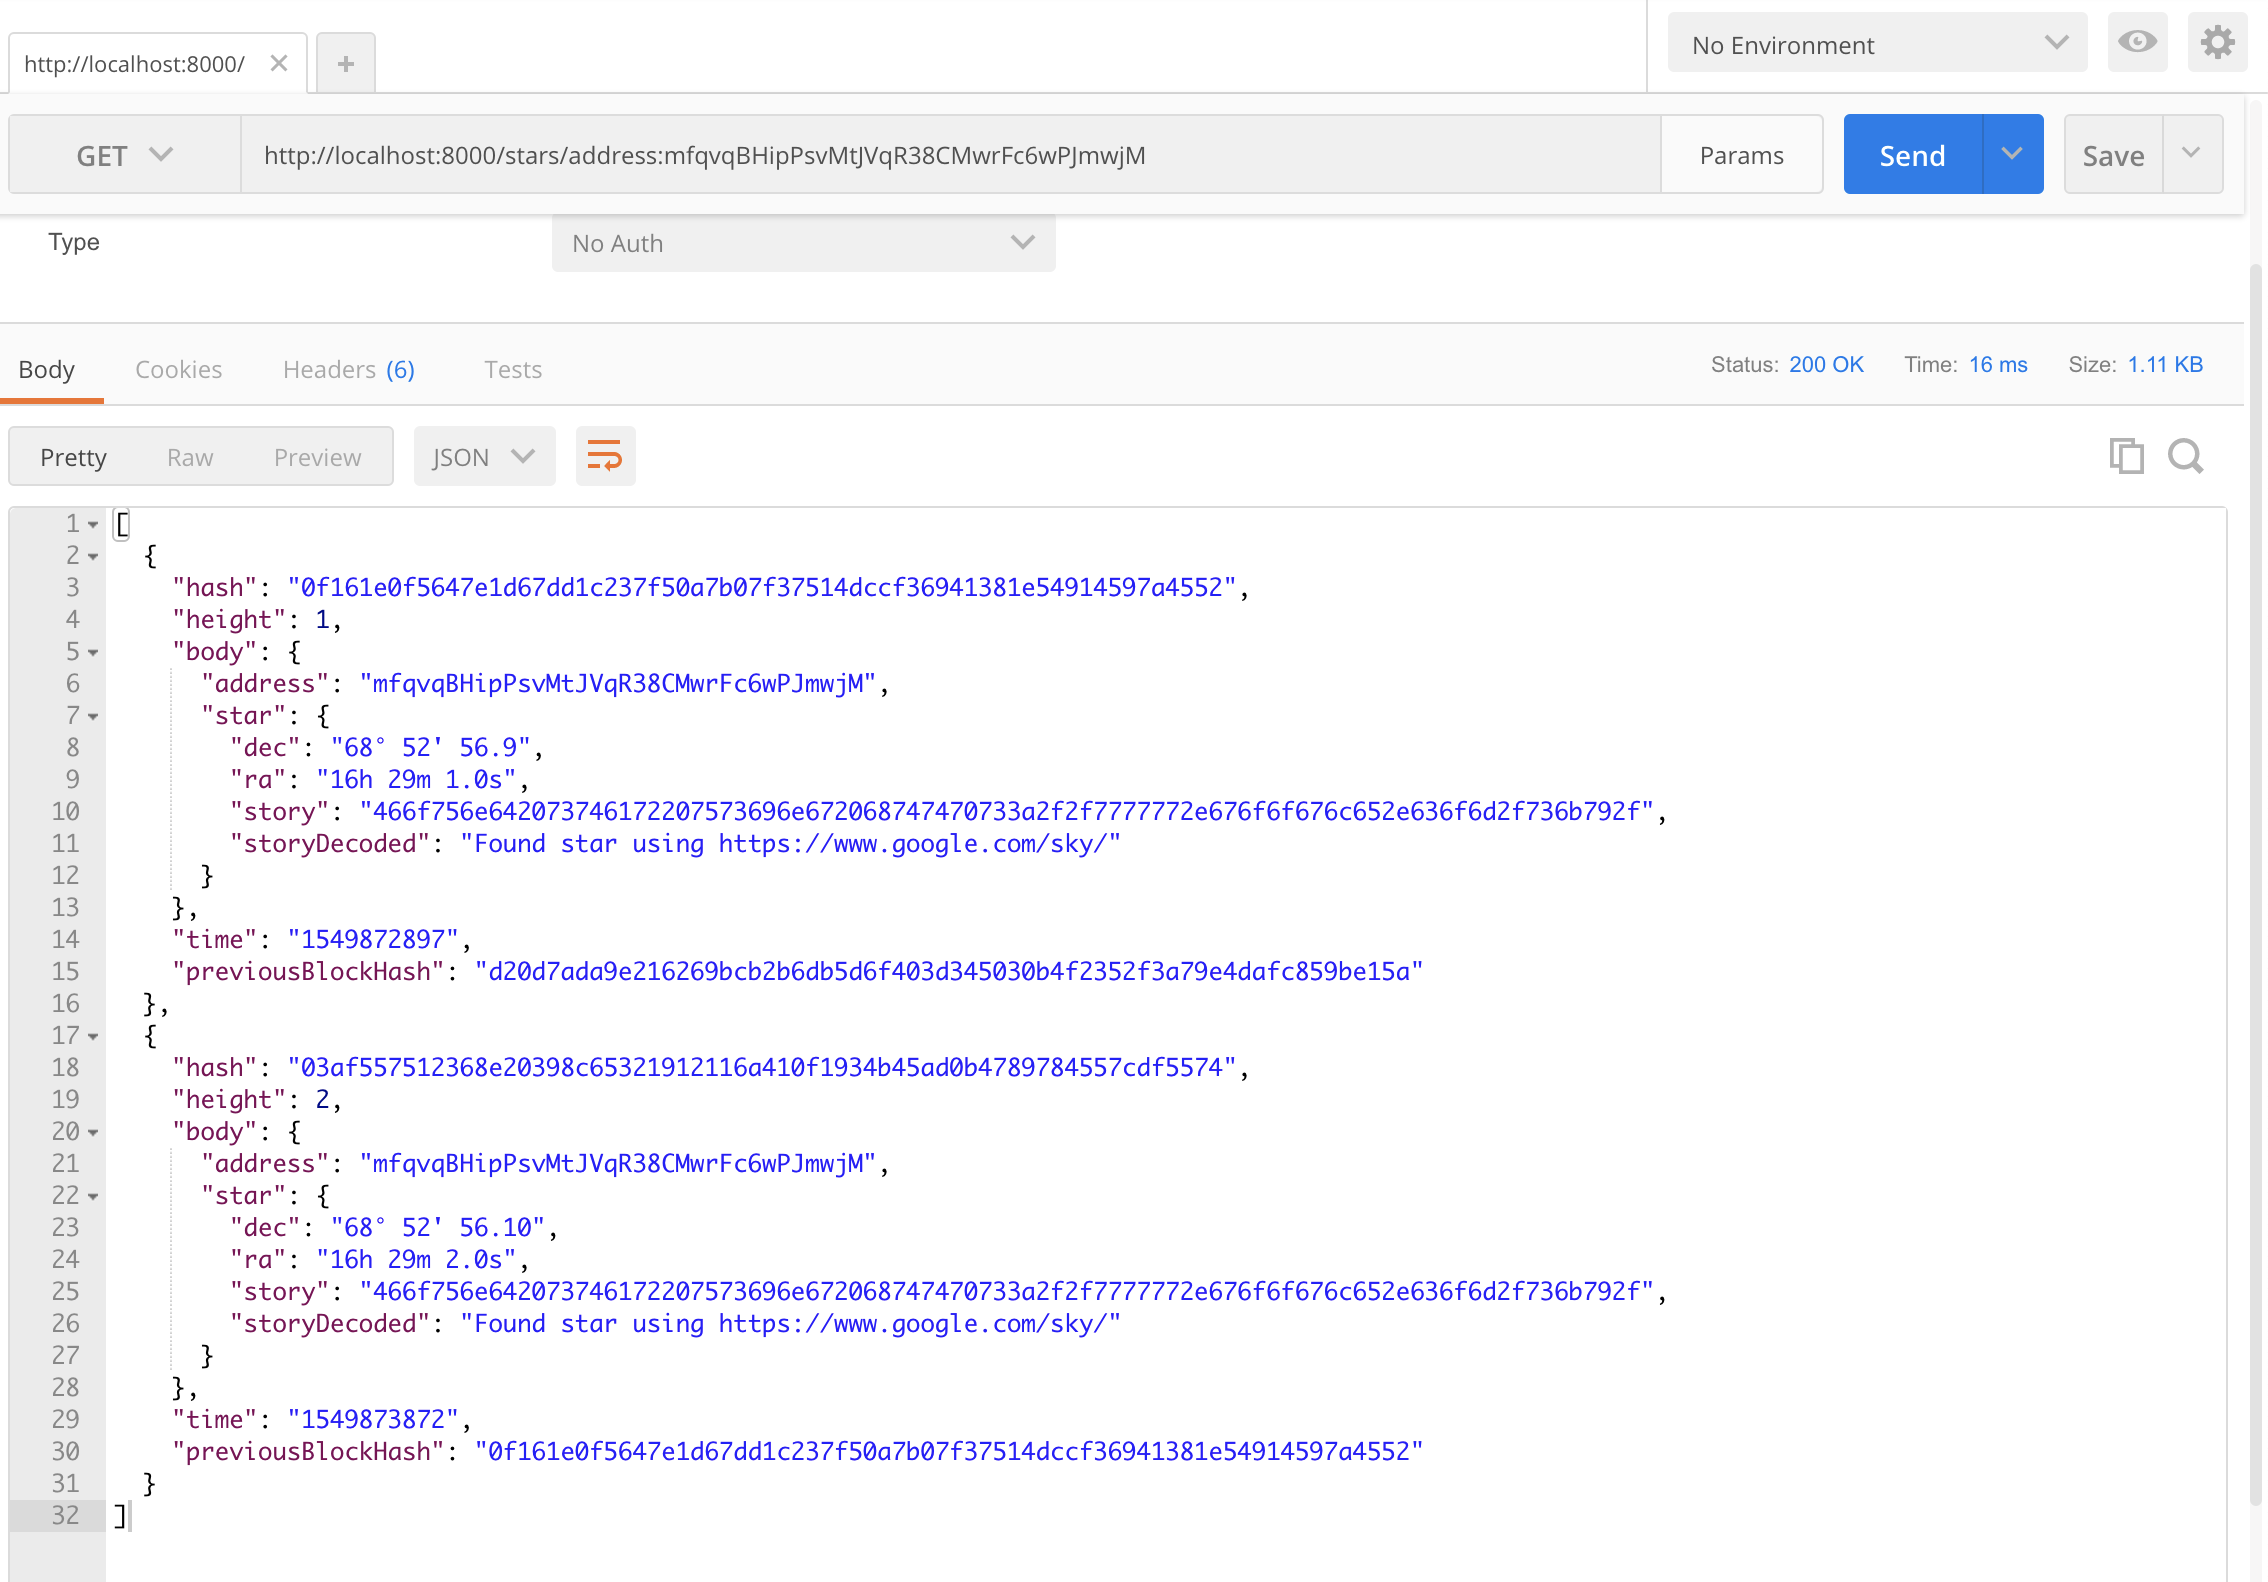 http://localhost:8000/
No Environment
GET http://localhost:8000/stars/address:mfqvqBHipPsvMtJVqR38CMwrFc6wPJmwjM Params Send Save
Type No Auth
Body Cookies Headers (6) Tests Status: 200 OK Time: 16 ms Size: 1.11 KB
Pretty Raw Preview JSON
1 [
2 {
3 "hash": "0f161e0f5647e1d67dd1c237f50a7b07f37514dccf36941381e54914597a4552",
4 "height": 1,
5 "body": {
6 "address": "mfqvqBHipPsvMtJVqR38CMwrFc6wPJmwjM",
7 "star": {
8 "dec": "68° 52' 56.9",
9 "ra": "16h 29m 1.0s",
10 "story": "466f756e642073746172207573696e672068747470733a2f2f7777772e676f6f676c652e636f6d2f736b792f",
11 "storyDecoded": "Found star using https://www.google.com/sky/"
12 }
13 },
14 "time": "1549872897",
15 "previousBlockHash": "d20d7ada9e216269bcb2b6db5d6f403d345030b4f2352f3a79e4dafc859be15a"
16 },
17 {
18 "hash": "03af557512368e20398c65321912116a410f1934b45ad0b4789784557cdf5574",
19 "height": 2,
20 "body": {
21 "address": "mfqvqBHipPsvMtJVqR38CMwrFc6wPJmwjM",
22 "star": {
23 "dec": "68° 52' 56.10",
24 "ra": "16h 29m 2.0s",
25 "story": "466f756e642073746172207573696e672068747470733a2f2f7777772e676f6f676c652e636f6d2f736b792f",
26 "storyDecoded": "Found star using https://www.google.com/sky/"
27 }
28 },
29 "time": "1549873872",
30 "previousBlockHash": "0f161e0f5647e1d67dd1c237f50a7b07f37514dccf36941381e54914597a4552"
31 }
32 ]